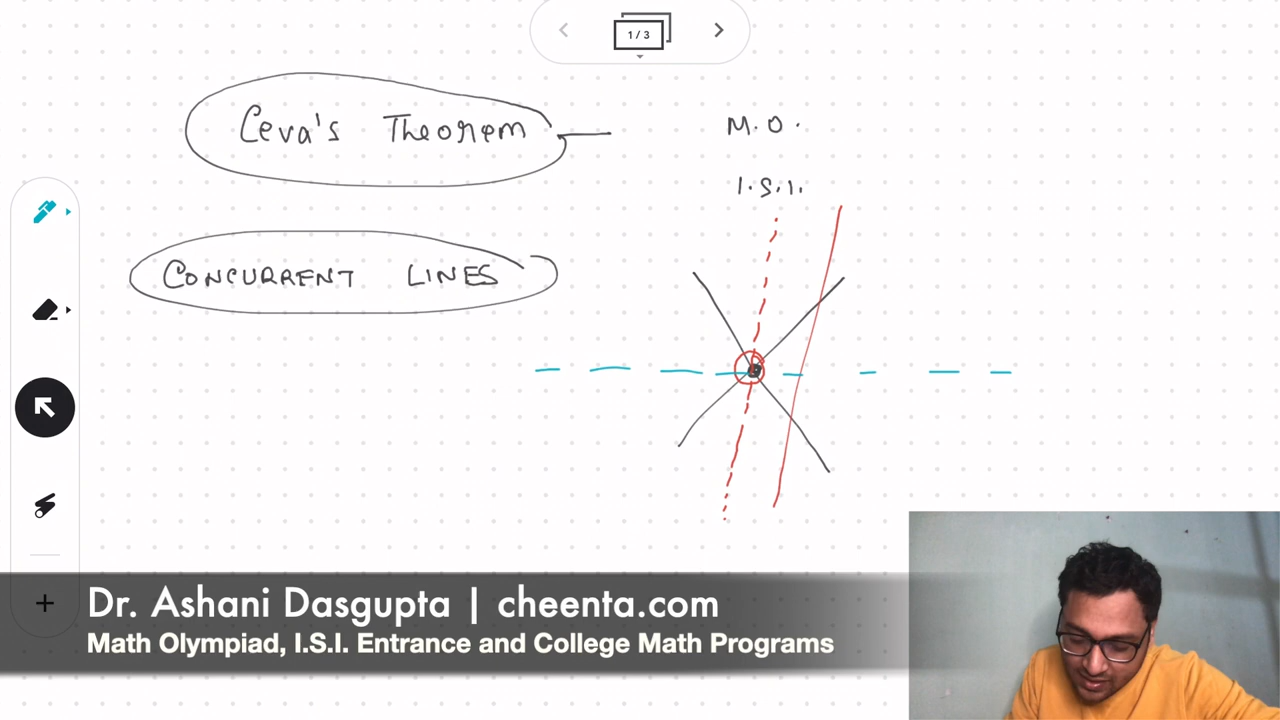 1 / 3
Ceva's Theorem
M.O.
I.S.I.
CONCURRENT LINES
Dr. Ashani Dasgupta | cheenta.com
Math Olympiad, I.S.I. Entrance and College Math Programs